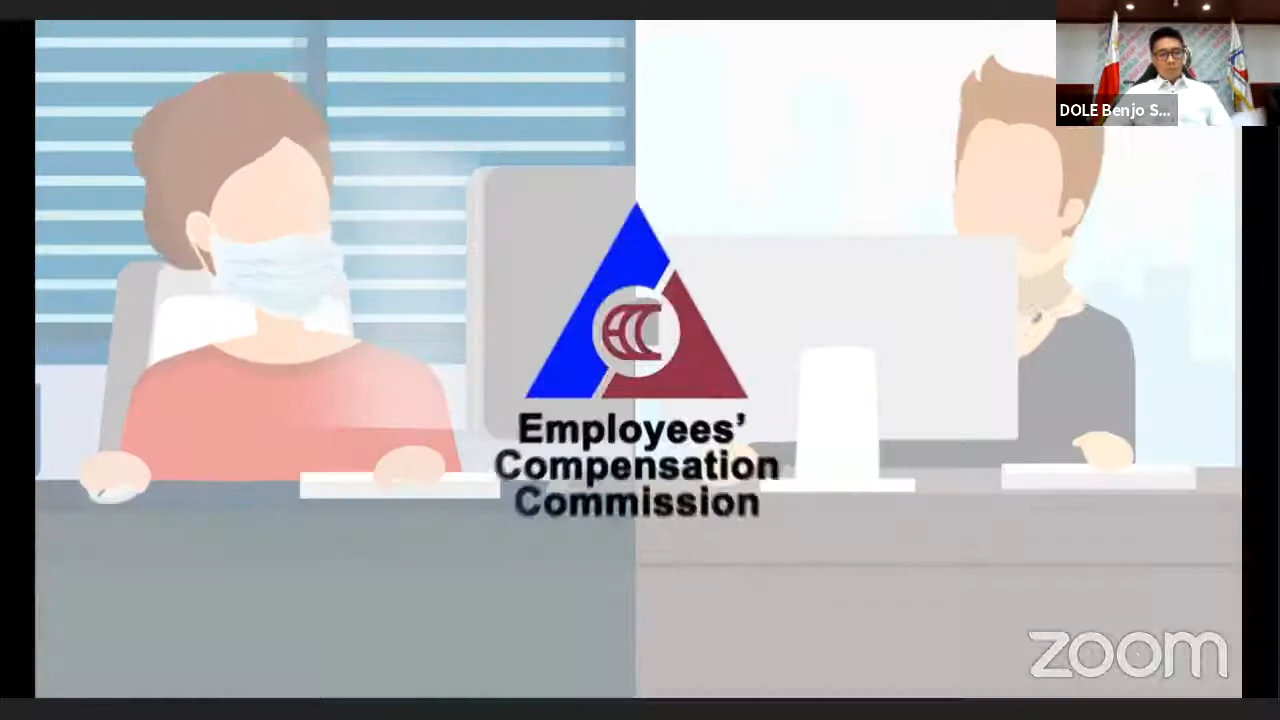 DOLE Benjo S...
ECC
Employees'
Compensation
Commission
zoom